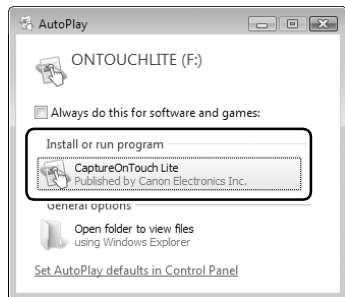 AutoPlay
ONTOUCHLITE (F:)
Always do this for software and games:
Install or run program
CaptureOnTouch Lite
Published by Canon Electronics Inc.
General options
Open folder to view files
using Windows Explorer
Set AutoPlay defaults in Control Panel